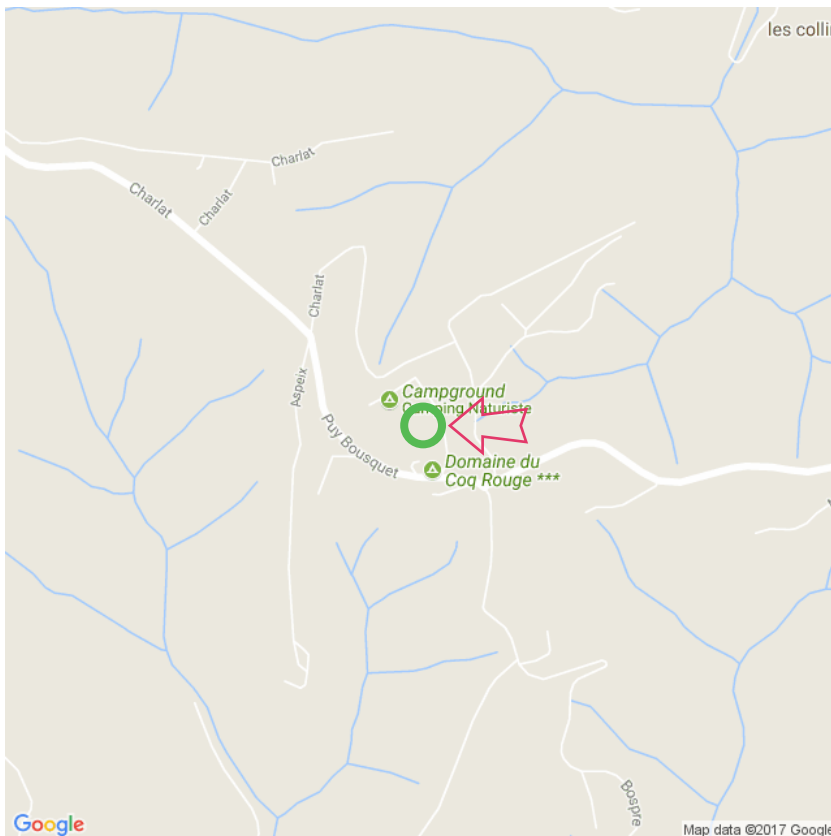 les collin
Charlat
Charlat
Charlat
Charlat
Aspeix
Campground
Camping Naturiste
Puy Bousquet
Domaine du
Coq Rouge ***
Bospre
Google
Map data ©2017 Google